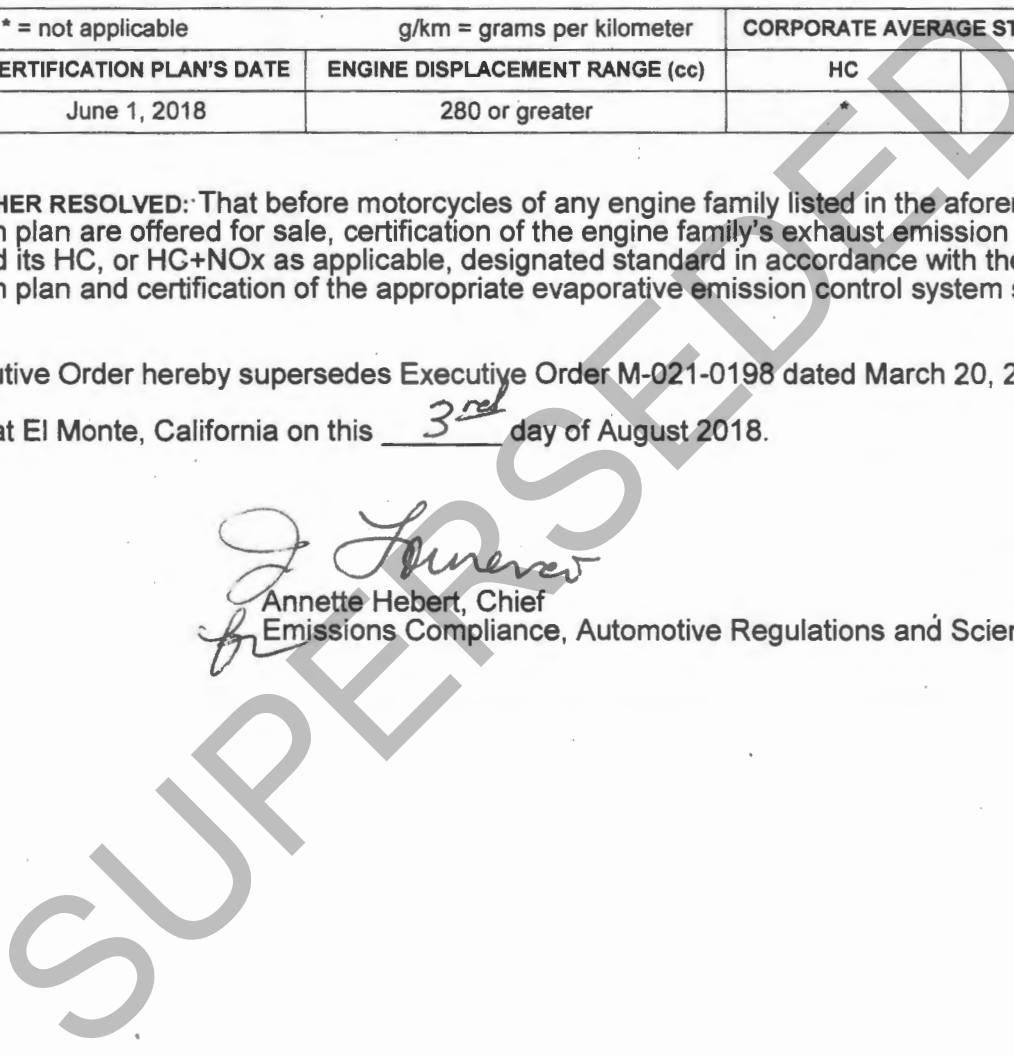 * = not applicable g/km = grams per kilometer CORPORATE AVERAGE ST
ERTIFICATION PLAN'S DATE ENGINE DISPLACEMENT RANGE (cc) HC
June 1, 2018 280 or greater *
HER RESOLVED: That before motorcycles of any engine family listed in the aforer
n plan are offered for sale, certification of the engine family's exhaust emission
d its HC, or HC+NOx as applicable, designated standard in accordance with the
n plan and certification of the appropriate evaporative emission control system s
utive Order hereby supersedes Executive Order M-021-0198 dated March 20, 2
at El Monte, California on this 3rd day of August 2018.
Annette Hebert, Chief
for Emissions Compliance, Automotive Regulations and Scien
SUPERSEDED